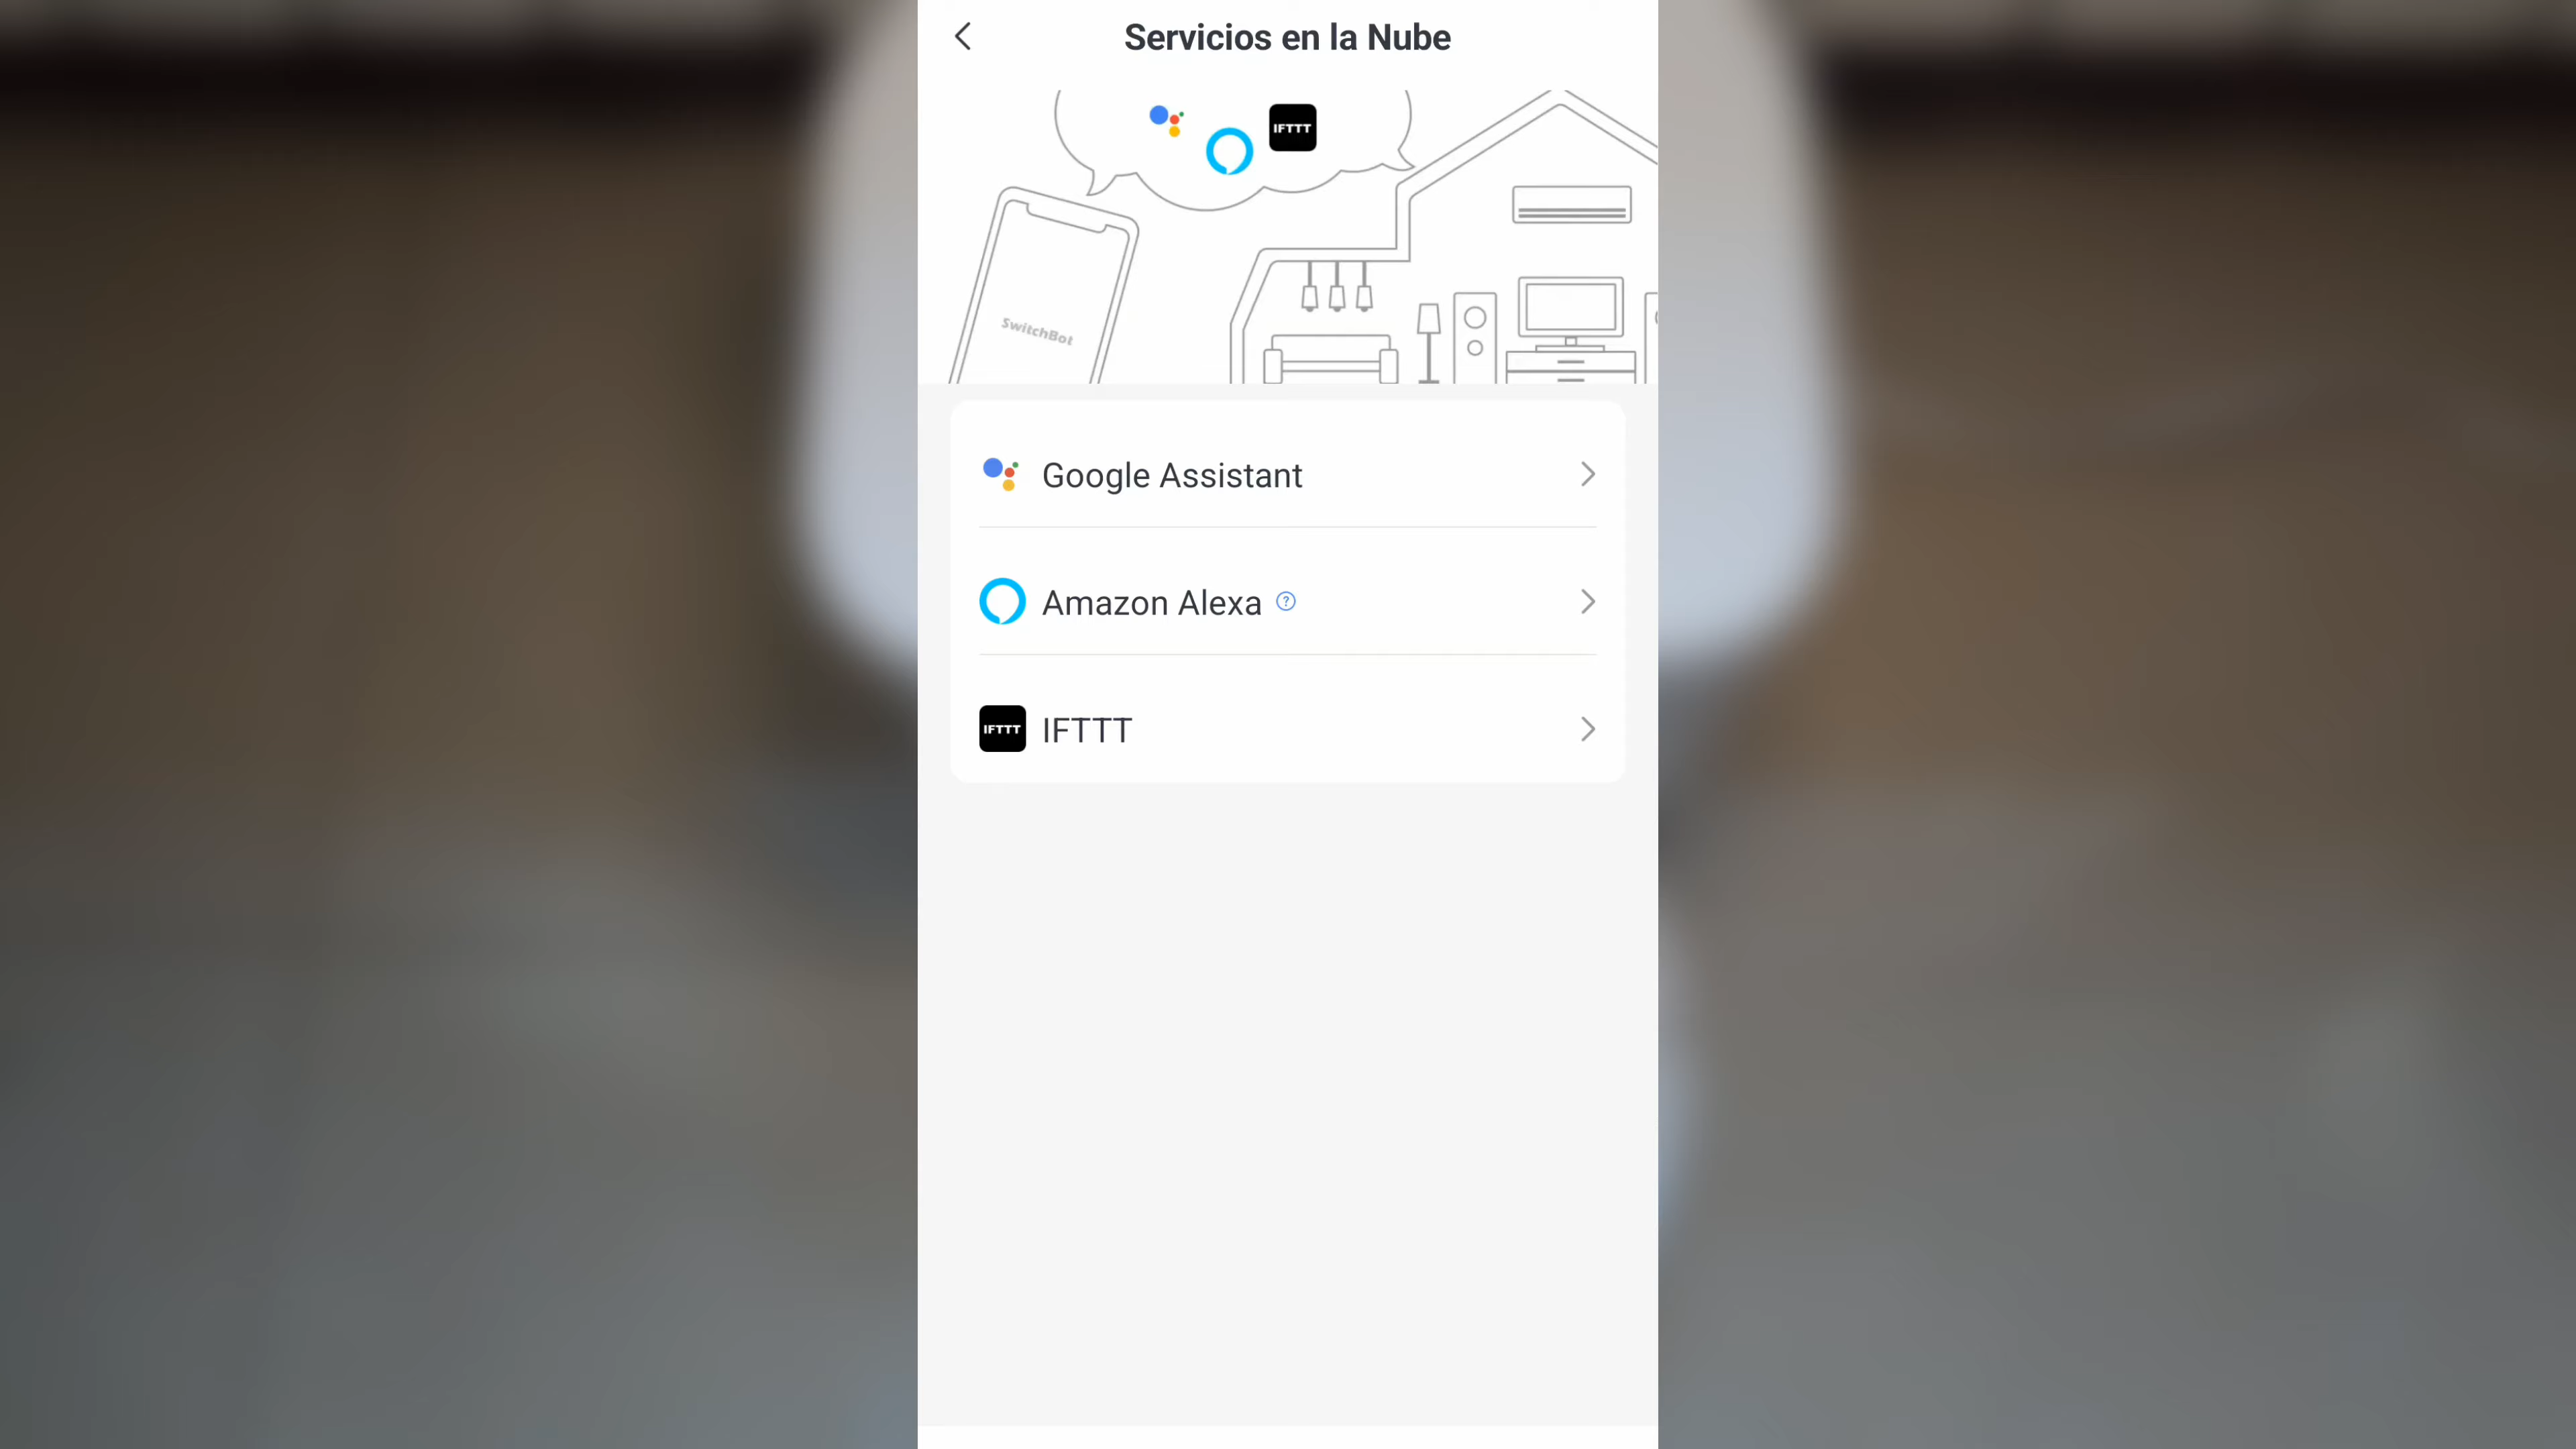 Servicios en la Nube
IFTTT
SwitchBot
Google Assistant
Amazon Alexa ?
IFTTT IFTTT